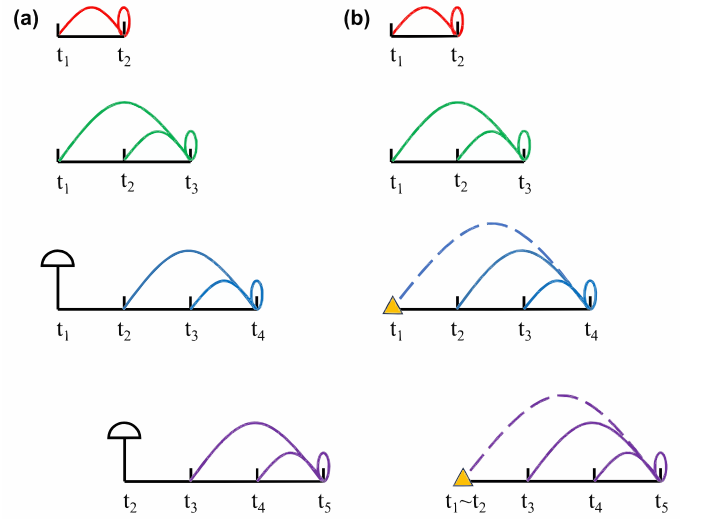 (a) (b)
t₁ t₂ t₁ t₂
t₁ t₂ t₃ t₁ t₂ t₃
t₁ t₂ t₃ t₄ t₁ t₂ t₃ t₄
t₂ t₃ t₄ t₅ t₁~t₂ t₃ t₄ t₅